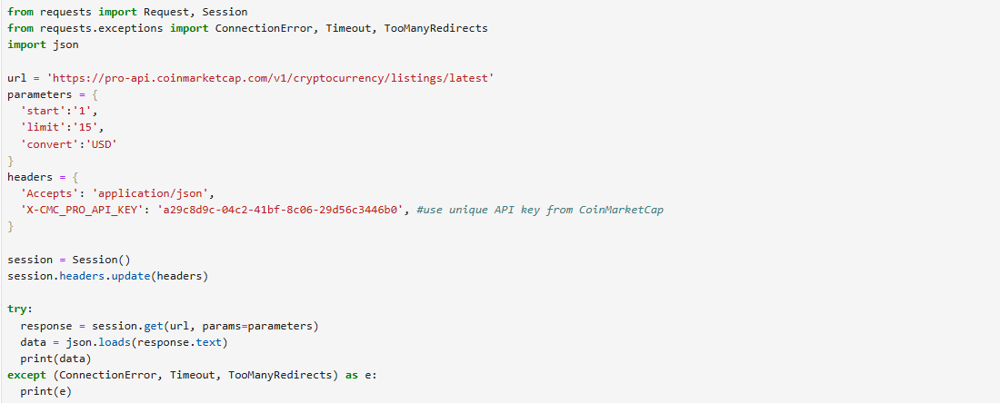 from requests import Request, Session
from requests.exceptions import ConnectionError, Timeout, TooManyRedirects
import json

url = 'https://pro-api.coinmarketcap.com/v1/cryptocurrency/listings/latest'
parameters = {
  'start':'1',
  'limit':'15',
  'convert':'USD'
}
headers = {
  'Accepts': 'application/json',
  'X-CMC_PRO_API_KEY': 'a29c8d9c-04c2-41bf-8c06-29d56c3446b0', #use unique API key from CoinMarketCap
}

session = Session()
session.headers.update(headers)

try:
  response = session.get(url, params=parameters)
  data = json.loads(response.text)
  print(data)
except (ConnectionError, Timeout, TooManyRedirects) as e:
  print(e)